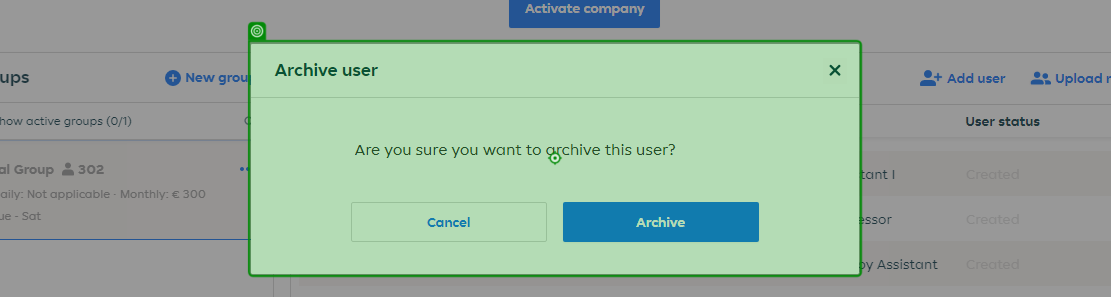 Activate company
Archive user
ups
New grou
Add user
Upload
how active groups (0/1)
User status
Are you sure you want to archive this user?
al Group 302
aily: Not applicable · Monthly: € 300
ue - Sat
tant I
Created
essor
Created
Cancel
Archive
oy Assistant
Created